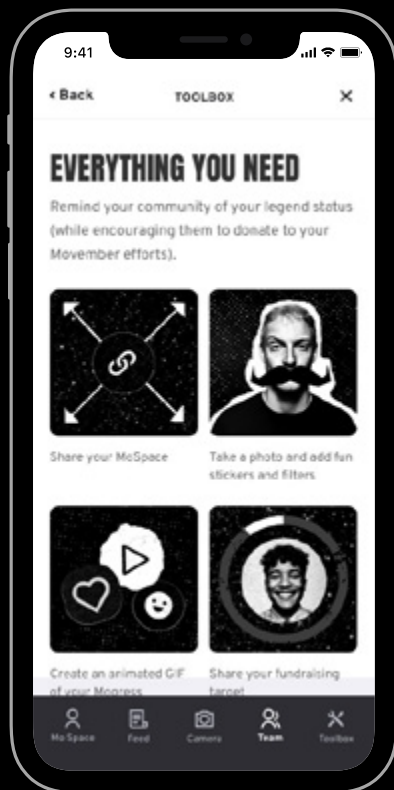 9:41
‹ Back
TOOLBOX
EVERYTHING YOU NEED
Remind your community of your legend status
(while encouraging them to donate to your
Movember efforts).
Share your MoSpace
Take a photo and add fun
stickers and filters
Create an animated GIF
of your Mogress
Share your fundraising
target
Mo Space
Feed
Camera
Team
Toolbox